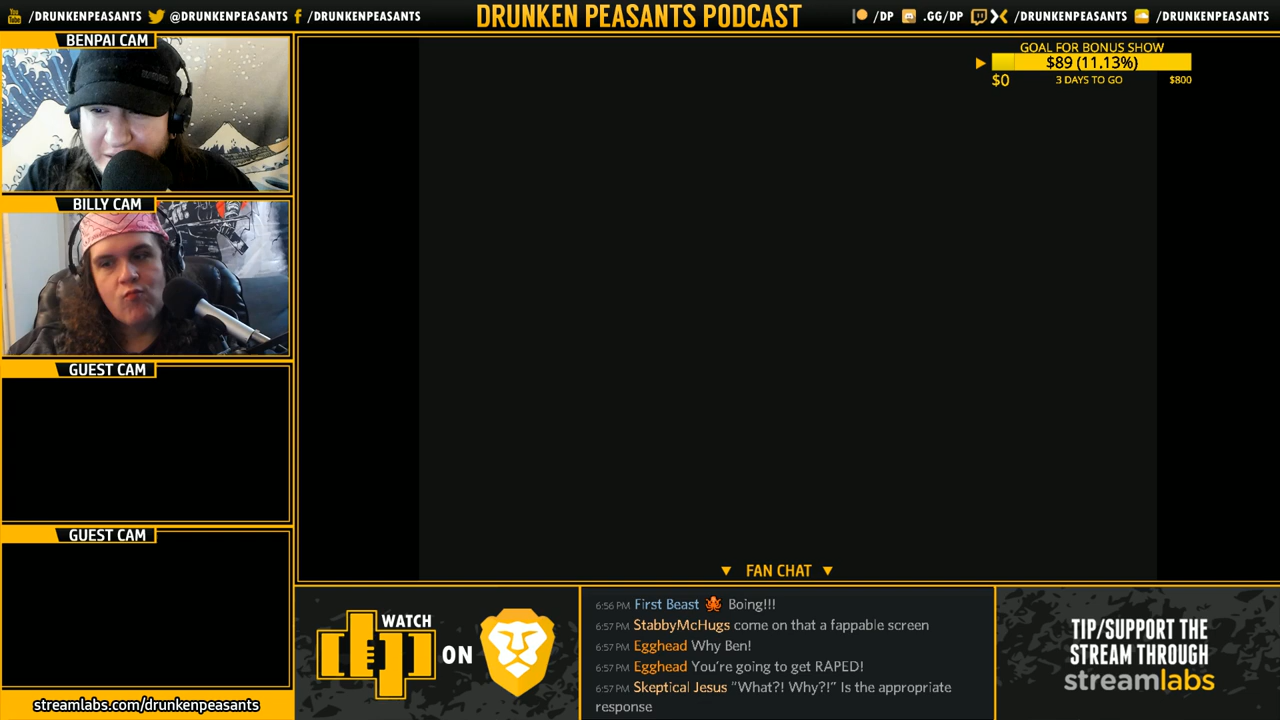 You Tube /DRUNKENPEASANTS @DRUNKENPEASANTS /DRUNKENPEASANTS DRUNKEN PEASANTS PODCAST /DP .GG/DP /DRUNKENPEASANTS /DRUNKENPEASANTS
BENPAI CAM
GOAL FOR BONUS SHOW
$89 (11.13%)
$0 3 DAYS TO GO $800
BILLY CAM
GUEST CAM
GUEST CAM
FAN CHAT
6:56 PM First Beast Boing!!!
6:57 PM StabbyMcHugs come on that a fappable screen
6:57 PM Egghead Why Ben!
6:57 PM Egghead You're going to get RAPED!
6:57 PM Skeptical Jesus "What?! Why?!" Is the appropriate
response
WATCH
ON
TIP/SUPPORT THE
STREAM THROUGH
streamlabs
streamlabs.com/drunkenpeasants